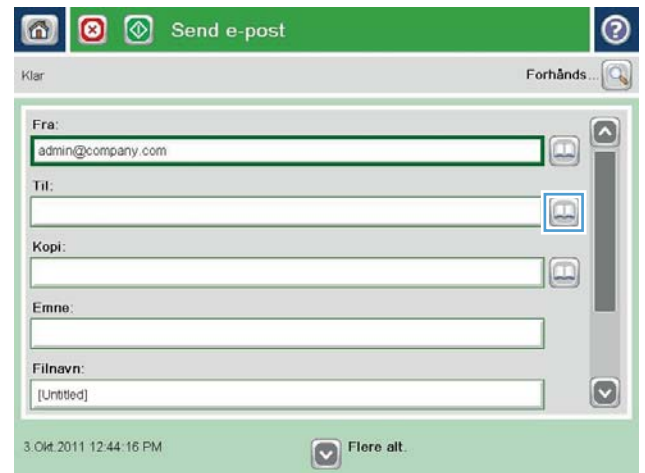 Send e-post
Klar
Forhånds...
Fra:
admin@company.com
Til:
Kopi:
Emne:
Filnavn:
[Untitled]
3.Okt.2011 12:44:16 PM
Flere alt.